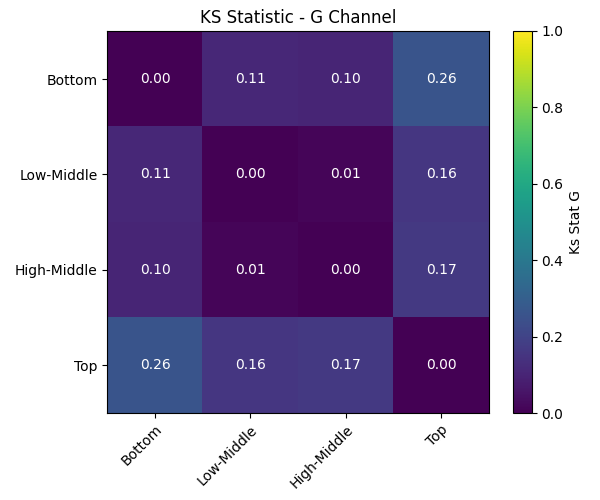 KS Statistic - G Channel
Bottom 0.00 0.11 0.10 0.26
Low-Middle 0.11 0.00 0.01 0.16
High-Middle 0.10 0.01 0.00 0.17
Top 0.26 0.16 0.17 0.00
Bottom Low-Middle High-Middle Top
1.0
0.8
0.6
0.4
0.2
0.0
Ks Stat G